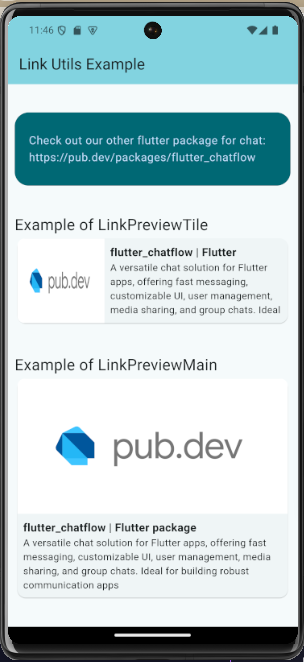 11:46
Link Utils Example
Check out our other flutter package for chat:
https://pub.dev/packages/flutter_chatflow
Example of LinkPreviewTile
pub.dev
flutter_chatflow | Flutter
A versatile chat solution for Flutter
apps, offering fast messaging,
customizable UI, user management,
media sharing, and group chats. Ideal
Example of LinkPreviewMain
pub.dev
flutter_chatflow | Flutter package
A versatile chat solution for Flutter apps, offering fast
messaging, customizable UI, user management, media
sharing, and group chats. Ideal for building robust
communication apps